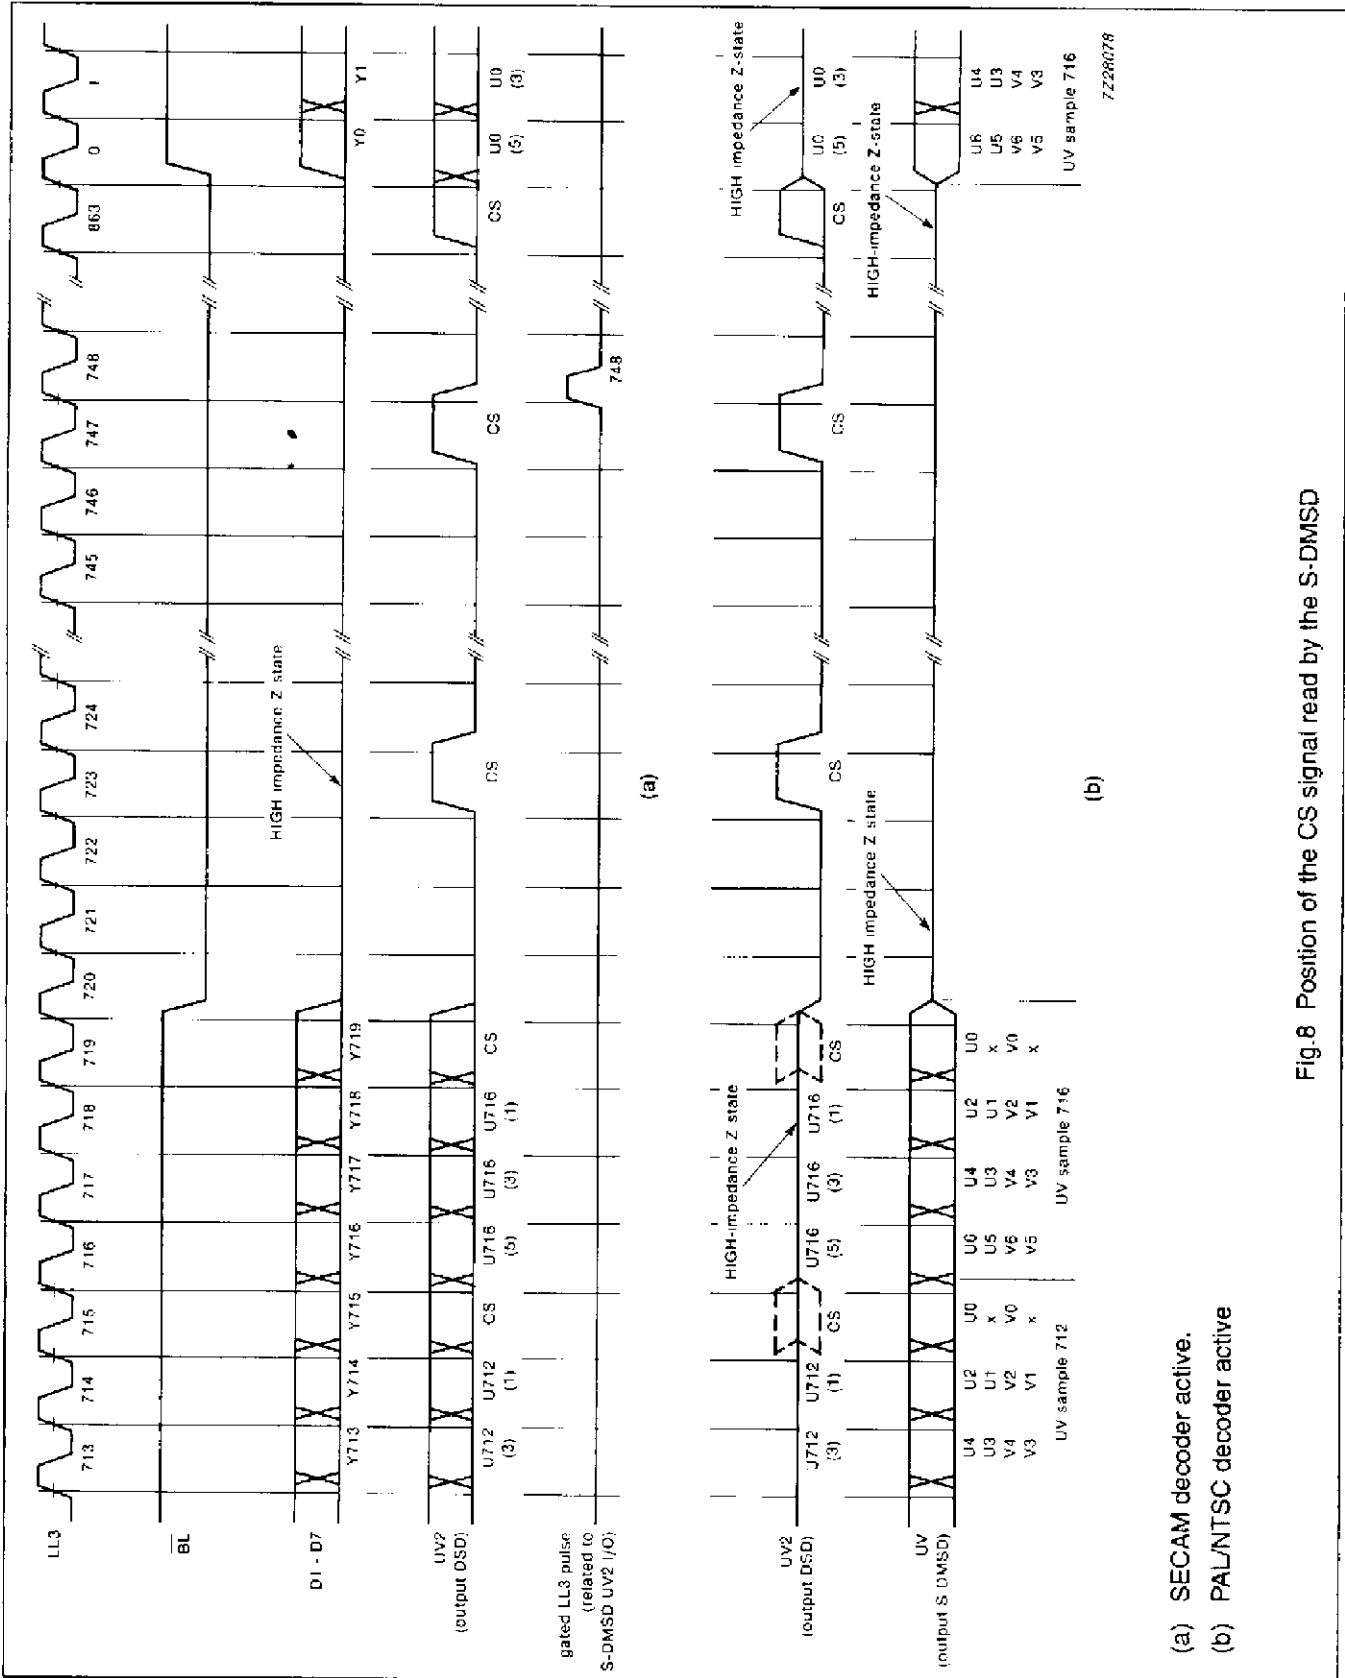 LL3
713 714 715 716 717 718 719 720 721 722 723 724 745 746 747 748 863 0 1
BL
HIGH impedance Z state
DI - D7
Y713 Y714 Y715 Y716 Y717 Y718 Y719 Y0 Y1
UV2
(output DSD)
U712 U712 CS U716 U716 U716 CS CS CS CS U0 U0
(3) (1) (5) (3) (1) (5) (3)
gated LL3 pulse
(related to
S-DMSD UV2 I/O)
748
(a)
HIGH-impedance Z state
HIGH impedance Z-state
UV2
(output DSD)
U712 U712 CS U716 U716 U716 CS CS CS CS U0 U0
(3) (1) (5) (3) (1) (5) (3)
HIGH impedance Z state
HIGH-impedance Z-state
UV
(output S DMSD)
U4 U2 U0 U6 U4 U2 U0 U6 U4
U3 U1 x U5 U3 U1 x U5 U3
V4 V2 V0 V6 V4 V2 V0 V6 V4
V3 V1 x V5 V3 V1 x V5 V3
UV sample 712 UV sample 716 UV sample 716
(b)
7Z28078
(a) SECAM decoder active.
(b) PAL/NTSC decoder active
Fig.8 Position of the CS signal read by the S-DMSD